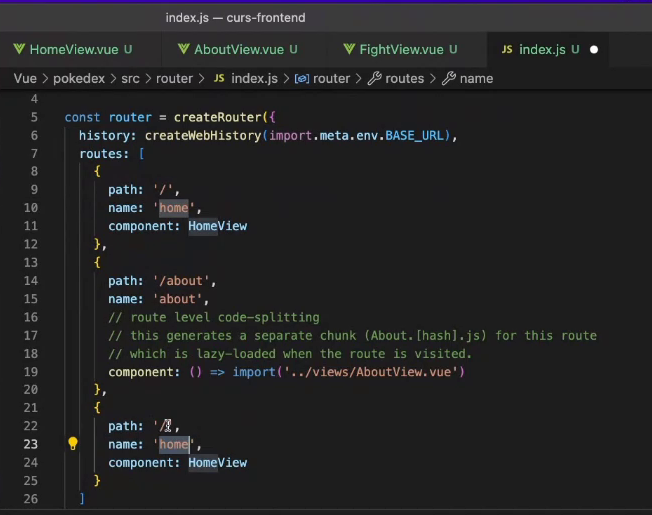 index.js — curs-frontend
HomeView.vue U AboutView.vue U FightView.vue U JS index.js U
Vue > pokedex > src > router > JS index.js > router > routes > name
4
5 const router = createRouter({
6 history: createWebHistory(import.meta.env.BASE_URL),
7 routes: [
8 {
9 path: '/',
10 name: 'home',
11 component: HomeView
12 },
13 {
14 path: '/about',
15 name: 'about',
16 // route level code-splitting
17 // this generates a separate chunk (About.[hash].js) for this route
18 // which is lazy-loaded when the route is visited.
19 component: () => import('../views/AboutView.vue')
20 },
21 {
22 path: '/',
23 name: 'home',
24 component: HomeView
25 }
26 ]